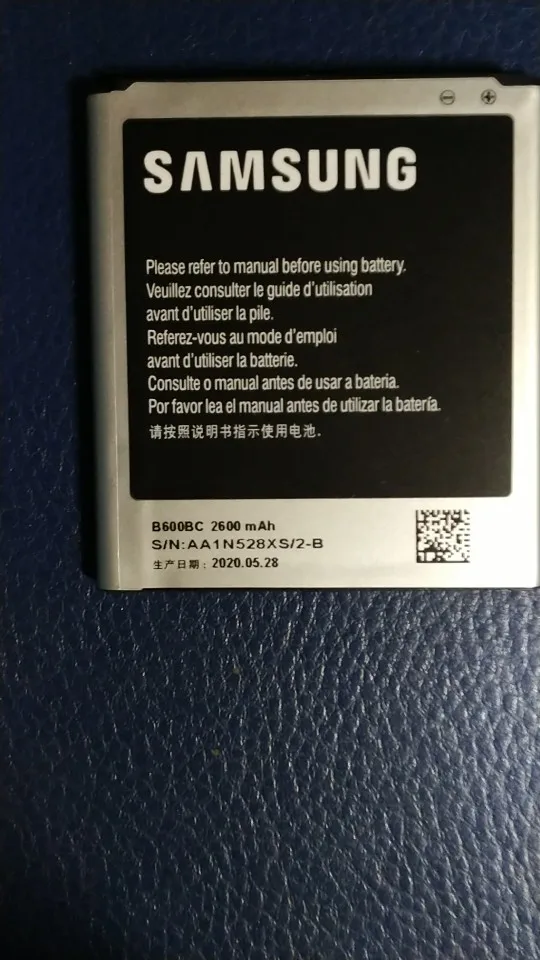 SAMSUNG
Please refer to manual before using battery.
Veuillez consulter le guide d'utilisation
avant d'utiliser la pile.
Referez-vous au mode d'emploi
avant d'utiliser la batterie.
Consulte o manual antes de usar a bateria.
Por favor lea el manual antes de utilizar la batería.
请按照说明书指示使用电池.
B600BC 2600 mAh
S/N:AA1N528XS/2-B
生产日期：2020.05.28